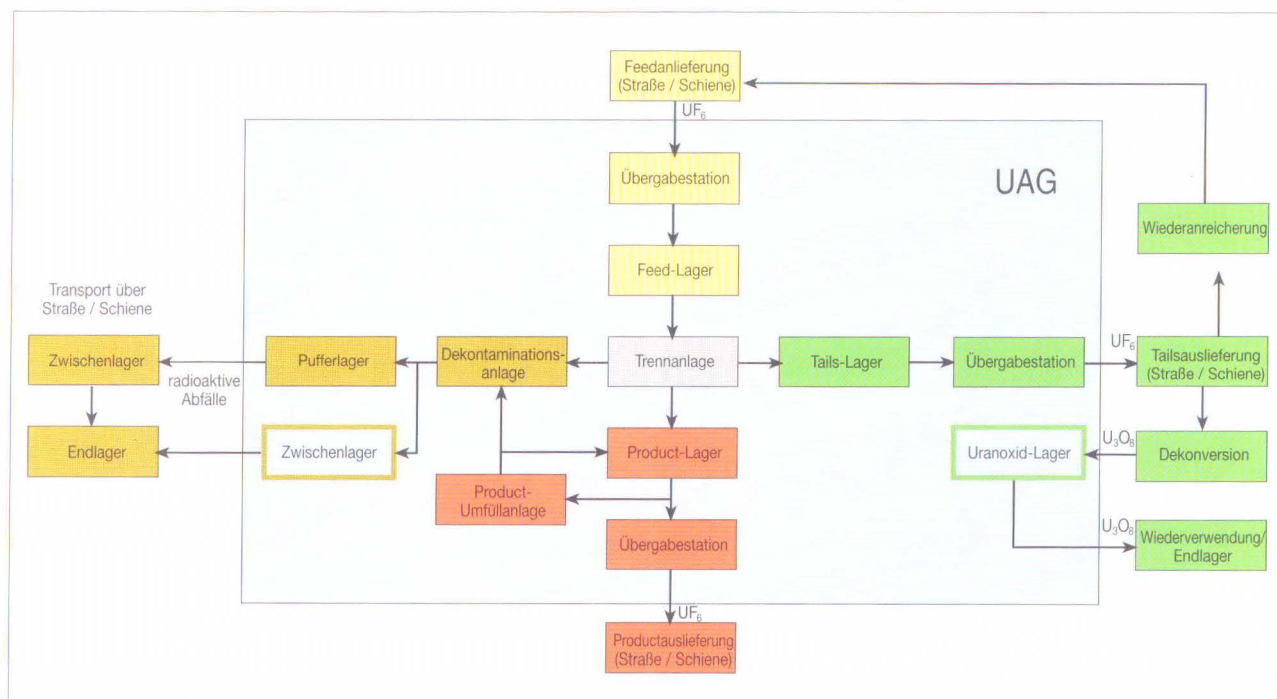 Feedanlieferung
(Straße / Schiene)
UF₆
Übergabestation
UAG
Wiederanreicherung
Feed-Lager
Transport über
Straße / Schiene
Zwischenlager
radioaktive
Abfälle
Pufferlager
Dekontaminations-
anlage
Trennanlage
Tails-Lager
Übergabestation
UF₆
Tailsauslieferung
(Straße / Schiene)
Endlager
Zwischenlager
Product-Lager
Uranoxid-Lager
U₃O₈
Dekonversion
Product-
Umfüllanlage
Übergabestation
U₃O₈
Wiederverwendung/
Endlager
UF₆
Productauslieferung
(Straße / Schiene)